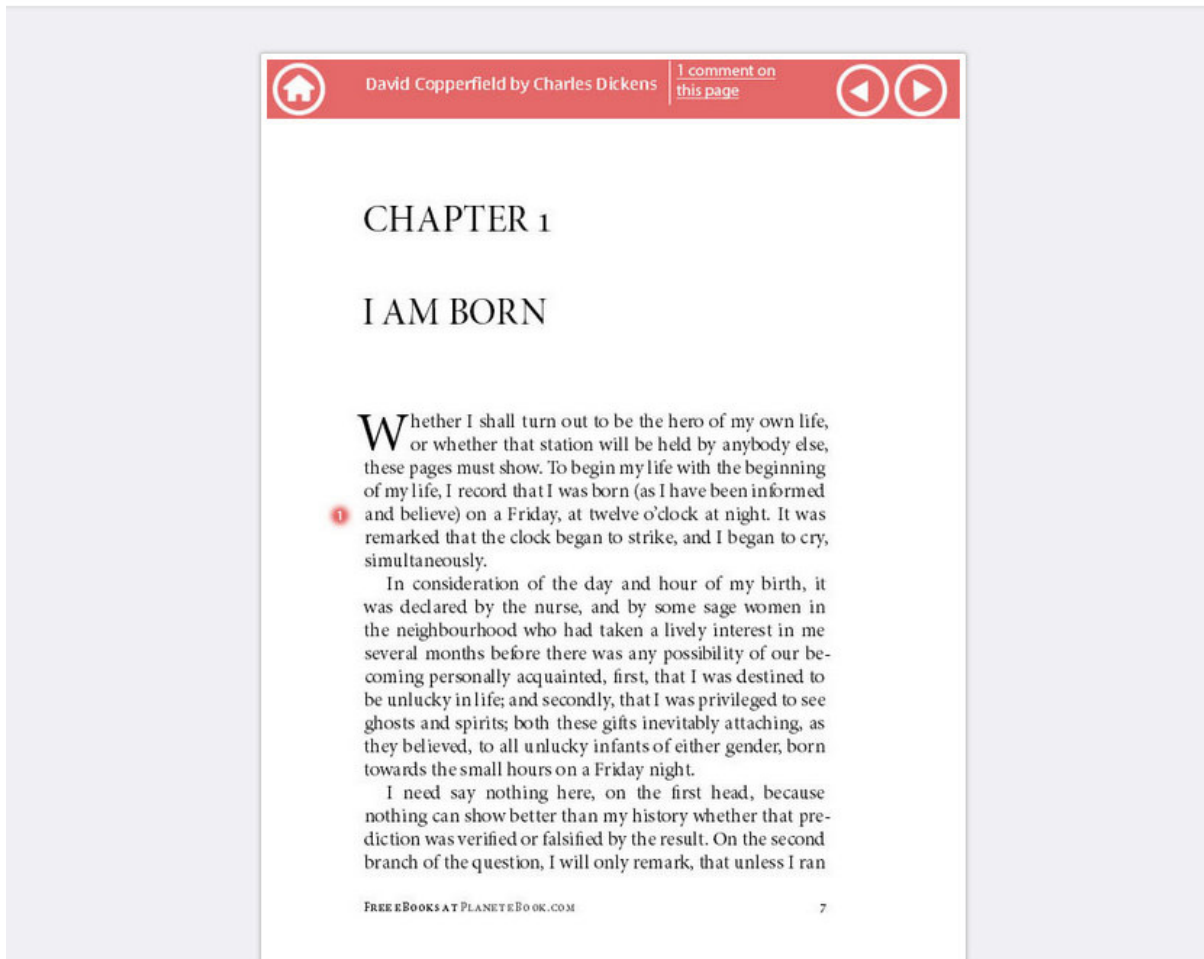 David Copperfield by Charles Dickens
1 comment on
this page
CHAPTER 1
I AM BORN
Whether I shall turn out to be the hero of my own life,
or whether that station will be held by anybody else,
these pages must show. To begin my life with the beginning
of my life, I record that I was born (as I have been informed
1
and believe) on a Friday, at twelve o’clock at night. It was
remarked that the clock began to strike, and I began to cry,
simultaneously.
In consideration of the day and hour of my birth, it
was declared by the nurse, and by some sage women in
the neighbourhood who had taken a lively interest in me
several months before there was any possibility of our be-
coming personally acquainted, first, that I was destined to
be unlucky in life; and secondly, that I was privileged to see
ghosts and spirits; both these gifts inevitably attaching, as
they believed, to all unlucky infants of either gender, born
towards the small hours on a Friday night.
I need say nothing here, on the first head, because
nothing can show better than my history whether that pre-
diction was verified or falsified by the result. On the second
branch of the question, I will only remark, that unless I ran
FREE EBOOKS AT PLANETEBOOK.COM
7